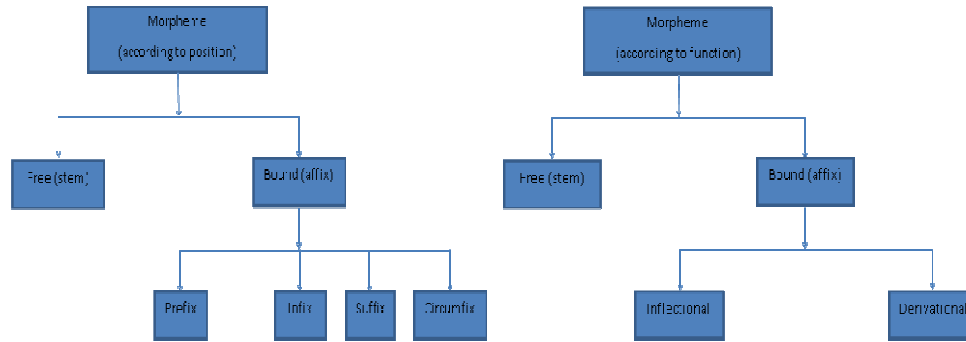 Morpheme
(according to position)
Free (stem)
Bound (affix)
Prefix
Infix
Suffix
Circumfix
Morpheme
(according to function)
Free (stem)
Bound (affix)
Inflectional
Derivational